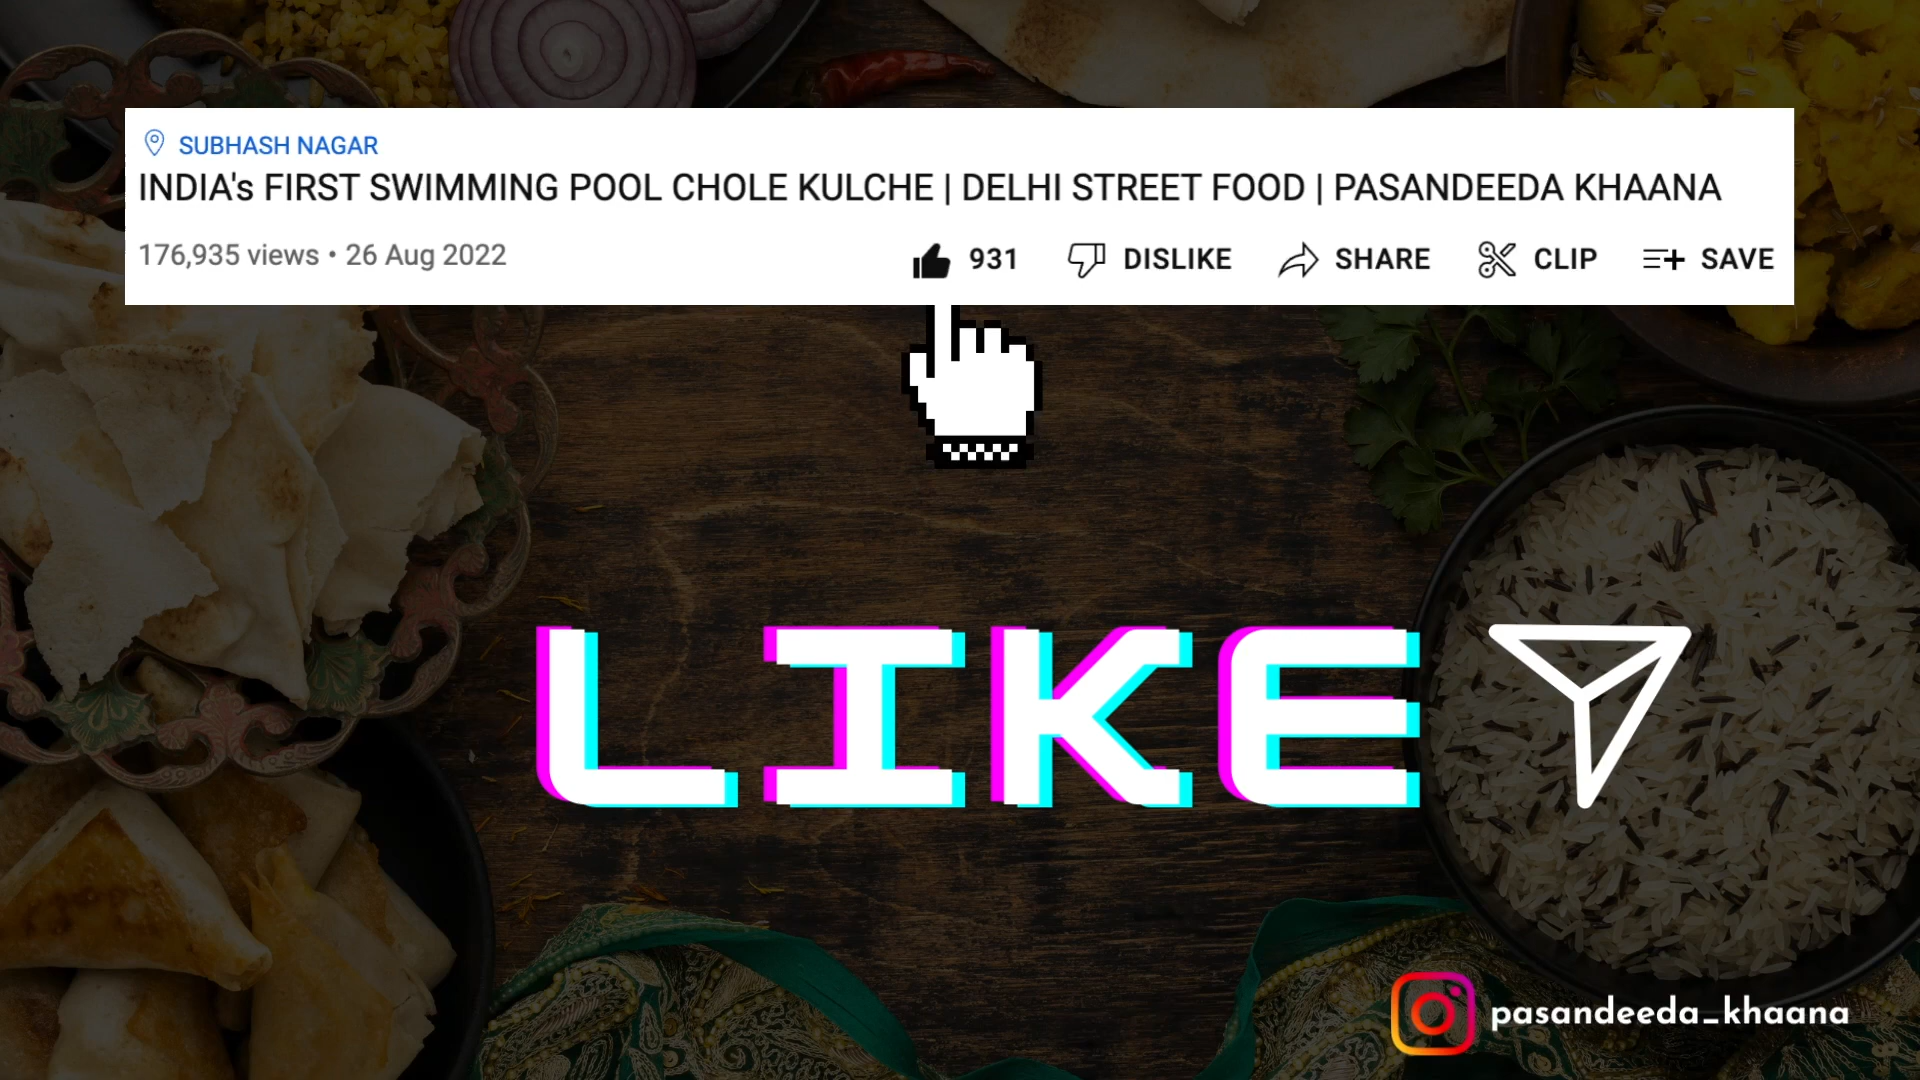 SUBHASH NAGAR
INDIA's FIRST SWIMMING POOL CHOLE KULCHE | DELHI STREET FOOD | PASANDEEDA KHAANA
176,935 views • 26 Aug 2022
931 DISLIKE SHARE CLIP SAVE
LIKE
pasandeeda_khaana